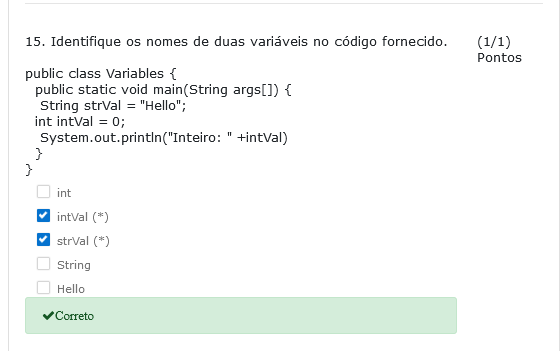 15. Identifique os nomes de duas variáveis no código fornecido.
(1/1)
Pontos
public class Variables {
public static void main(String args[]) {
String strVal = "Hello";
int intVal = 0;
System.out.println("Inteiro: " +intVal)
}
}
int
intVal (*)
strVal (*)
String
Hello
Correto